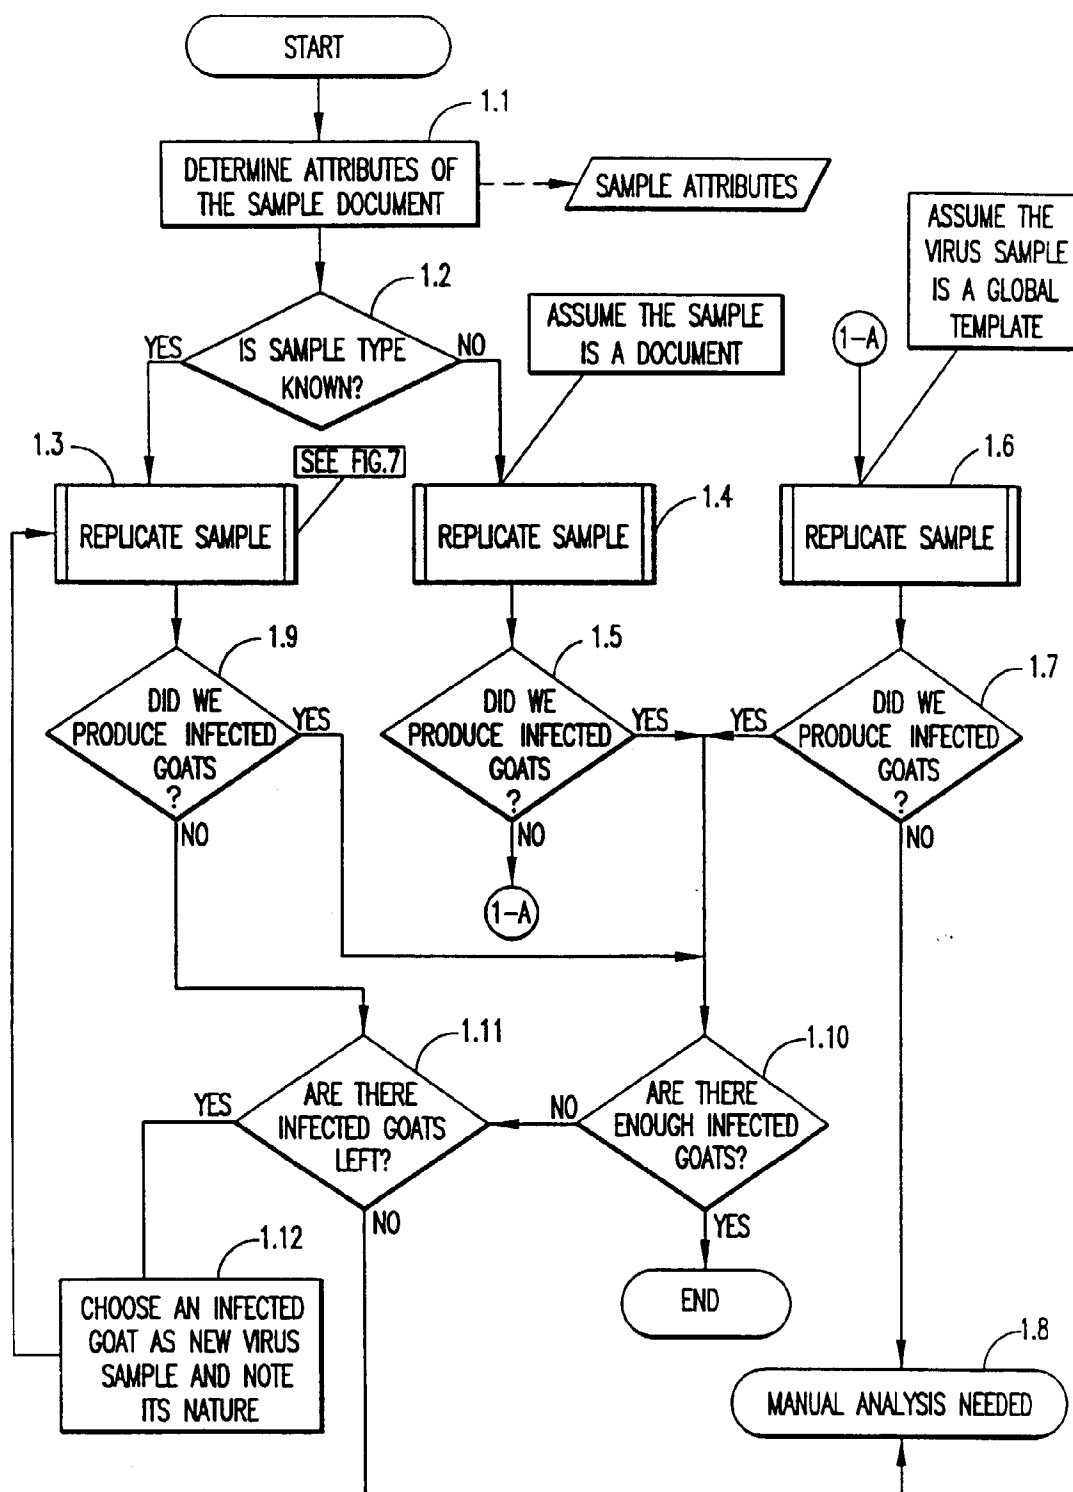 START
1.1
DETERMINE ATTRIBUTES OF
THE SAMPLE DOCUMENT
SAMPLE ATTRIBUTES
ASSUME THE
VIRUS SAMPLE
IS A GLOBAL
TEMPLATE
1.2
IS SAMPLE TYPE
KNOWN?
YES
NO
ASSUME THE SAMPLE
IS A DOCUMENT
1-A
1.3
SEE FIG.7
REPLICATE SAMPLE
1.4
REPLICATE SAMPLE
1.6
REPLICATE SAMPLE
1.9
DID WE
PRODUCE INFECTED
GOATS
?
YES
NO
1.5
DID WE
PRODUCE INFECTED
GOATS
?
YES
NO
1-A
1.7
DID WE
PRODUCE INFECTED
GOATS
?
YES
NO
1.11
ARE THERE
INFECTED GOATS
LEFT?
YES
NO
1.10
ARE THERE
ENOUGH INFECTED
GOATS?
NO
YES
END
1.12
CHOOSE AN INFECTED
GOAT AS NEW VIRUS
SAMPLE AND NOTE
ITS NATURE
1.8
MANUAL ANALYSIS NEEDED